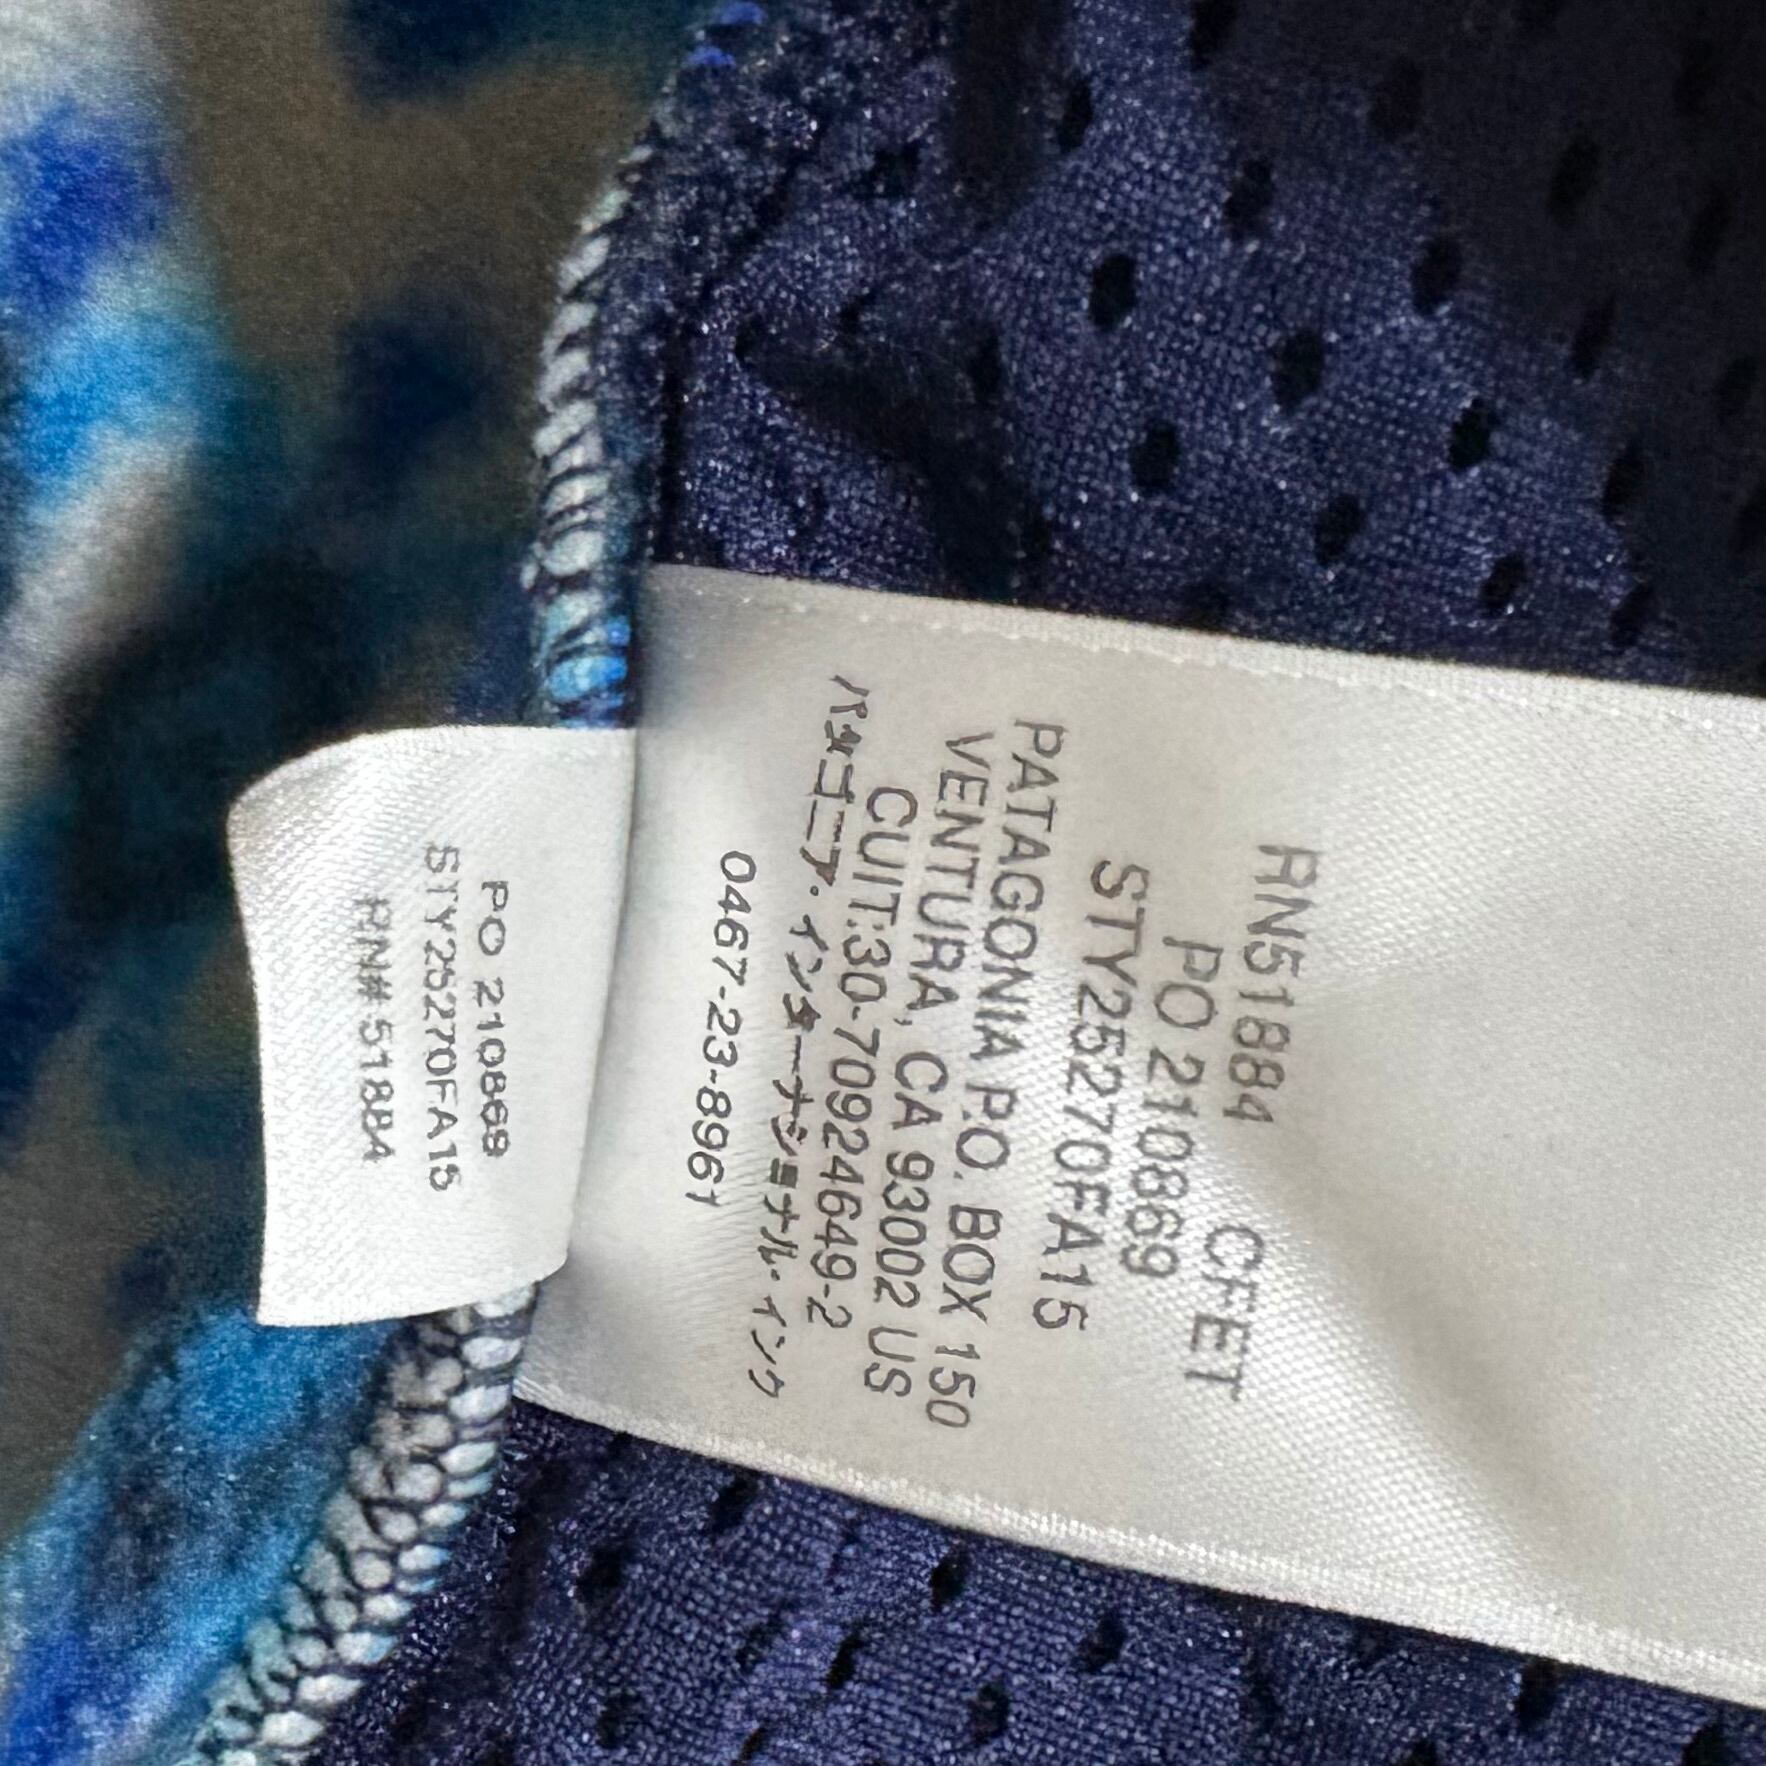 RN51884 CFET
PO 210869
STY25270FA15
PATAGONIA P.O. BOX 150
VENTURA, CA 93002 US
CUIT:30-70924649-2
パタゴニア・インターナショナル・インク
0467-23-8961
PO 210869
STY25270FA15
RN# 51884